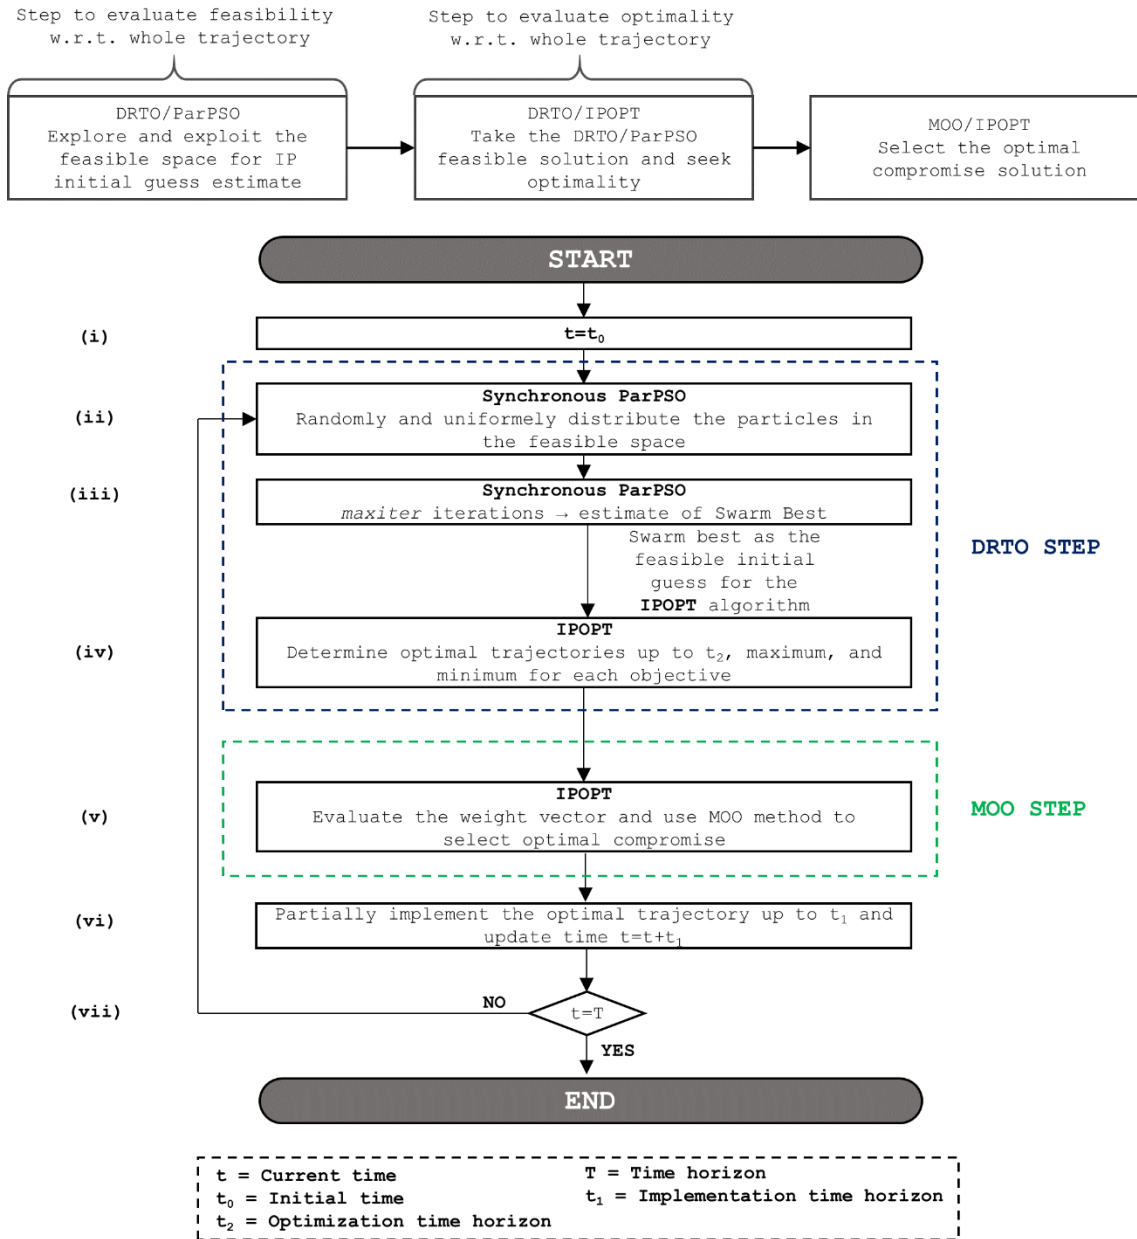 Step to evaluate feasibility
w.r.t. whole trajectory
Step to evaluate optimality
w.r.t. whole trajectory
DRTO/ParPSO
Explore and exploit the
feasible space for IP
initial guess estimate
DRTO/IPOPT
Take the DRTO/ParPSO
feasible solution and seek
optimality
MOO/IPOPT
Select the optimal
compromise solution
START
(i)
t=t₀
(ii)
Synchronous ParPSO
Randomly and uniformely distribute the particles in
the feasible space
(iii)
Synchronous ParPSO
maxiter iterations → estimate of Swarm Best
Swarm best as the
feasible initial
guess for the
IPOPT algorithm
DRTO STEP
(iv)
IPOPT
Determine optimal trajectories up to t₂, maximum, and
minimum for each objective
(v)
IPOPT
Evaluate the weight vector and use MOO method to
select optimal compromise
MOO STEP
(vi)
Partially implement the optimal trajectory up to t₁ and
update time t=t+t₁
(vii)
NO
t=T
YES
END
t = Current time
T = Time horizon
t₀ = Initial time
t₁ = Implementation time horizon
t₂ = Optimization time horizon